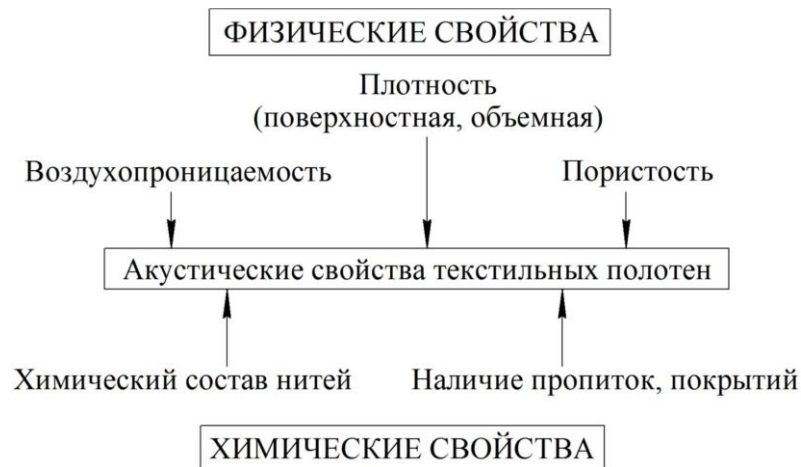 ФИЗИЧЕСКИЕ СВОЙСТВА
Плотность
(поверхностная, объемная)
Воздухопроницаемость
Пористость
Акустические свойства текстильных полотен
Химический состав нитей
Наличие пропиток, покрытий
ХИМИЧЕСКИЕ СВОЙСТВА